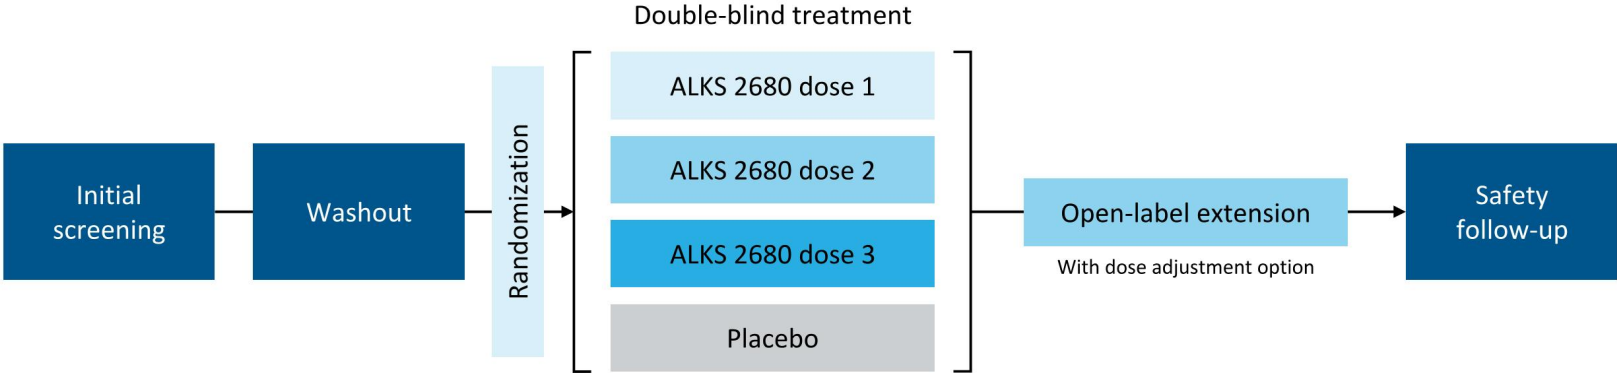 Double-blind treatment
Initial
screening
Washout
Randomization
ALKS 2680 dose 1
ALKS 2680 dose 2
ALKS 2680 dose 3
Placebo
Open-label extension
With dose adjustment option
Safety
follow-up